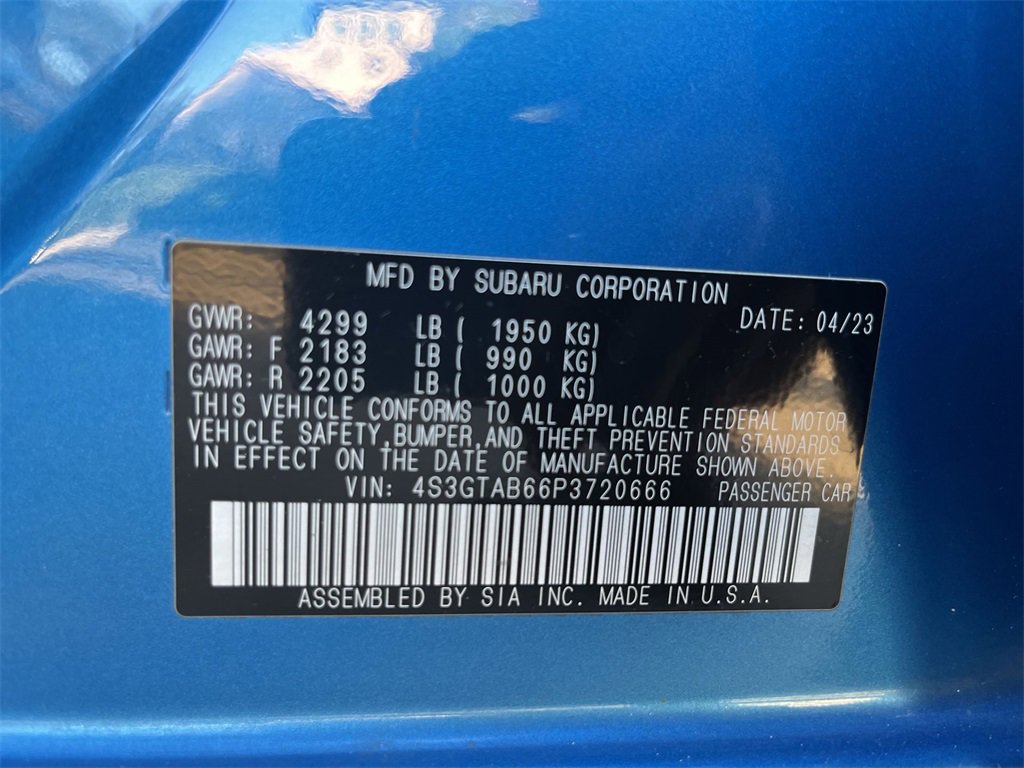 MFD BY SUBARU CORPORATION
DATE: 04/23
GVWR: 4299 LB ( 1950 KG)
GAWR: F 2183 LB ( 990 KG)
GAWR: R 2205 LB ( 1000 KG)
THIS VEHICLE CONFORMS TO ALL APPLICABLE FEDERAL MOTOR
VEHICLE SAFETY,BUMPER,AND THEFT PREVENTION STANDARDS
IN EFFECT ON THE DATE OF MANUFACTURE SHOWN ABOVE.
VIN: 4S3GTAB66P3720666 PASSENGER CAR
ASSEMBLED BY SIA INC. MADE IN U.S.A.